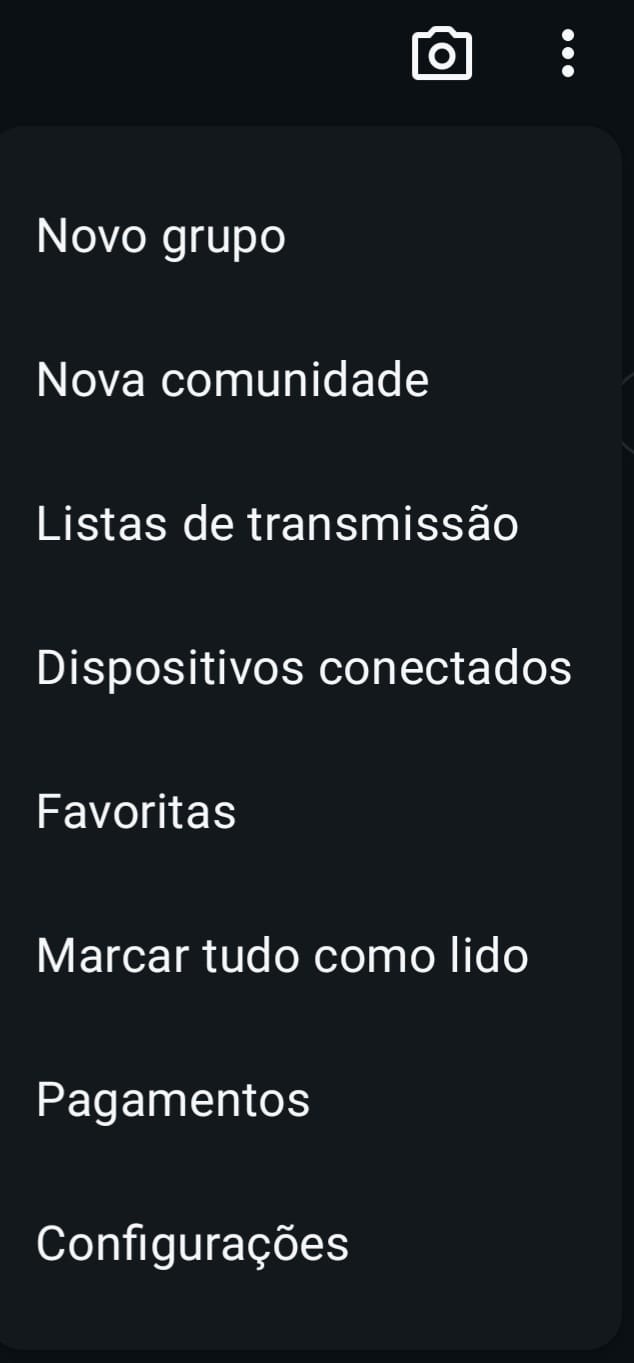 Novo grupo
Nova comunidade
Listas de transmissão
Dispositivos conectados
Favoritas
Marcar tudo como lido
Pagamentos
Configurações